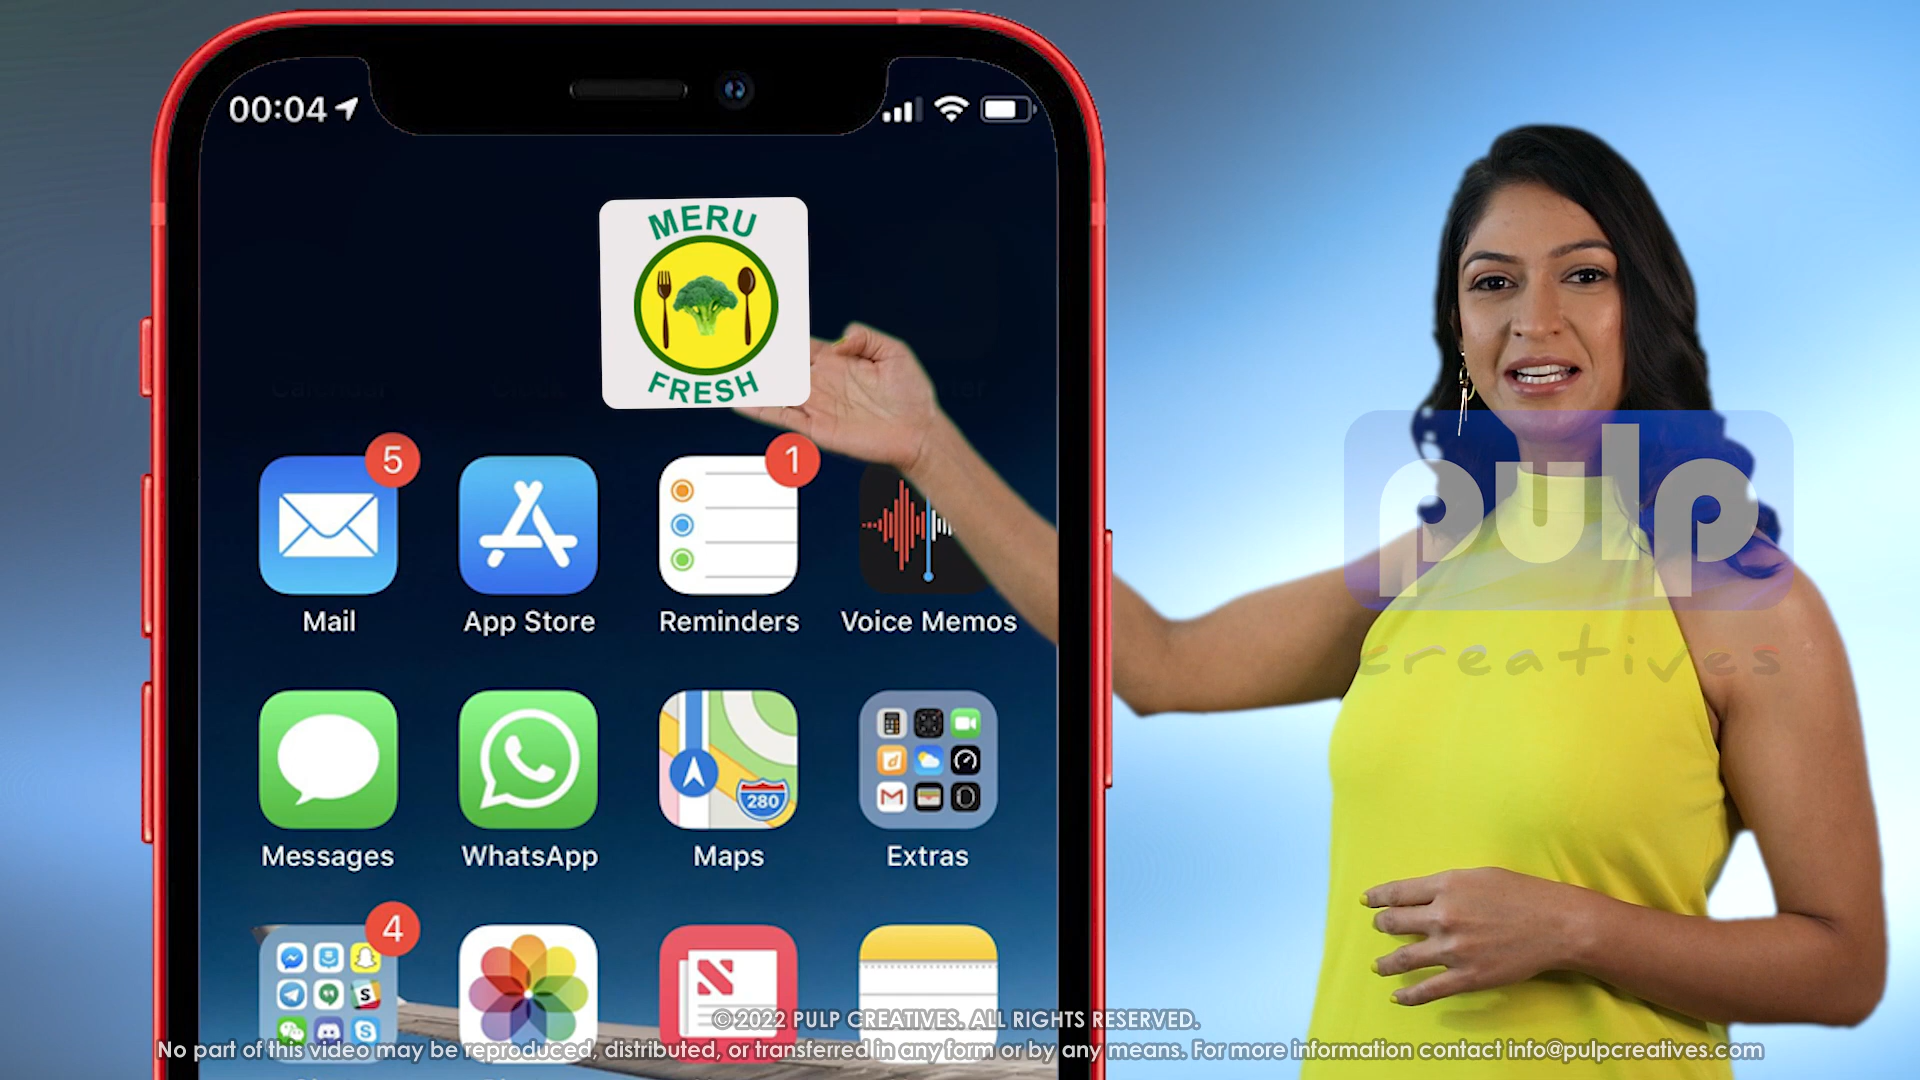 00:04
MERU
FRESH
5
1
Mail
App Store
Reminders
Voice Memos
280
Messages
WhatsApp
Maps
Extras
4
pulp
creatives
©2022 PULP CREATIVES. ALL RIGHTS RESERVED.
No part of this video may be reproduced, distributed, or transferred in any form or by any means. For more information contact info@pulpcreatives.com